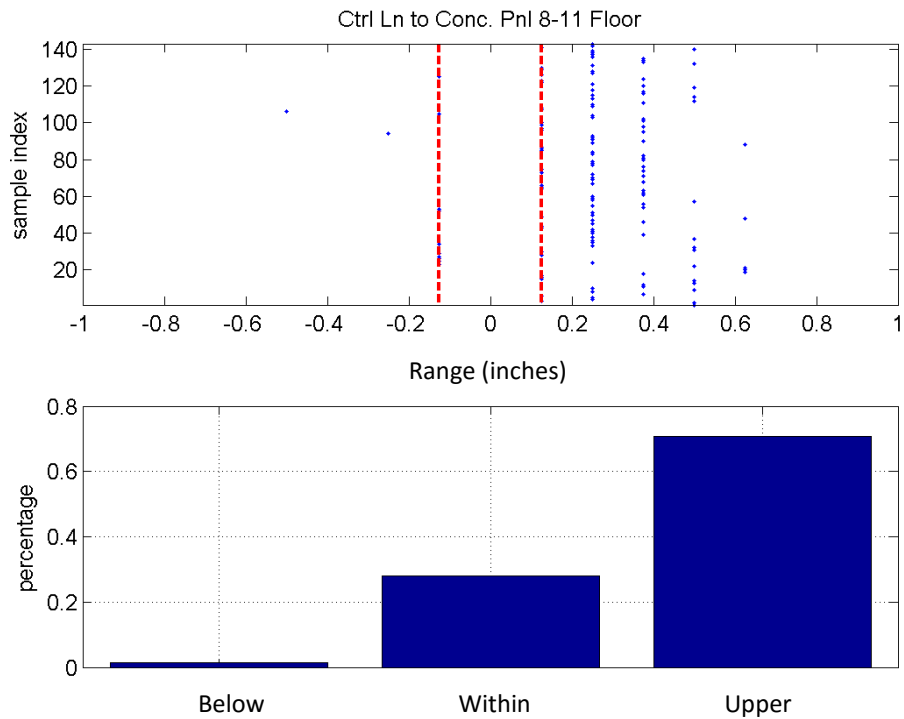 Ctrl Ln to Conc. Pnl 8-11 Floor
140
120
100
80
60
40
20
sample index
-1 -0.8 -0.6 -0.4 -0.2 0 0.2 0.4 0.6 0.8 1
Range (inches)
0.8
0.6
0.4
0.2
0
percentage
Below Within Upper